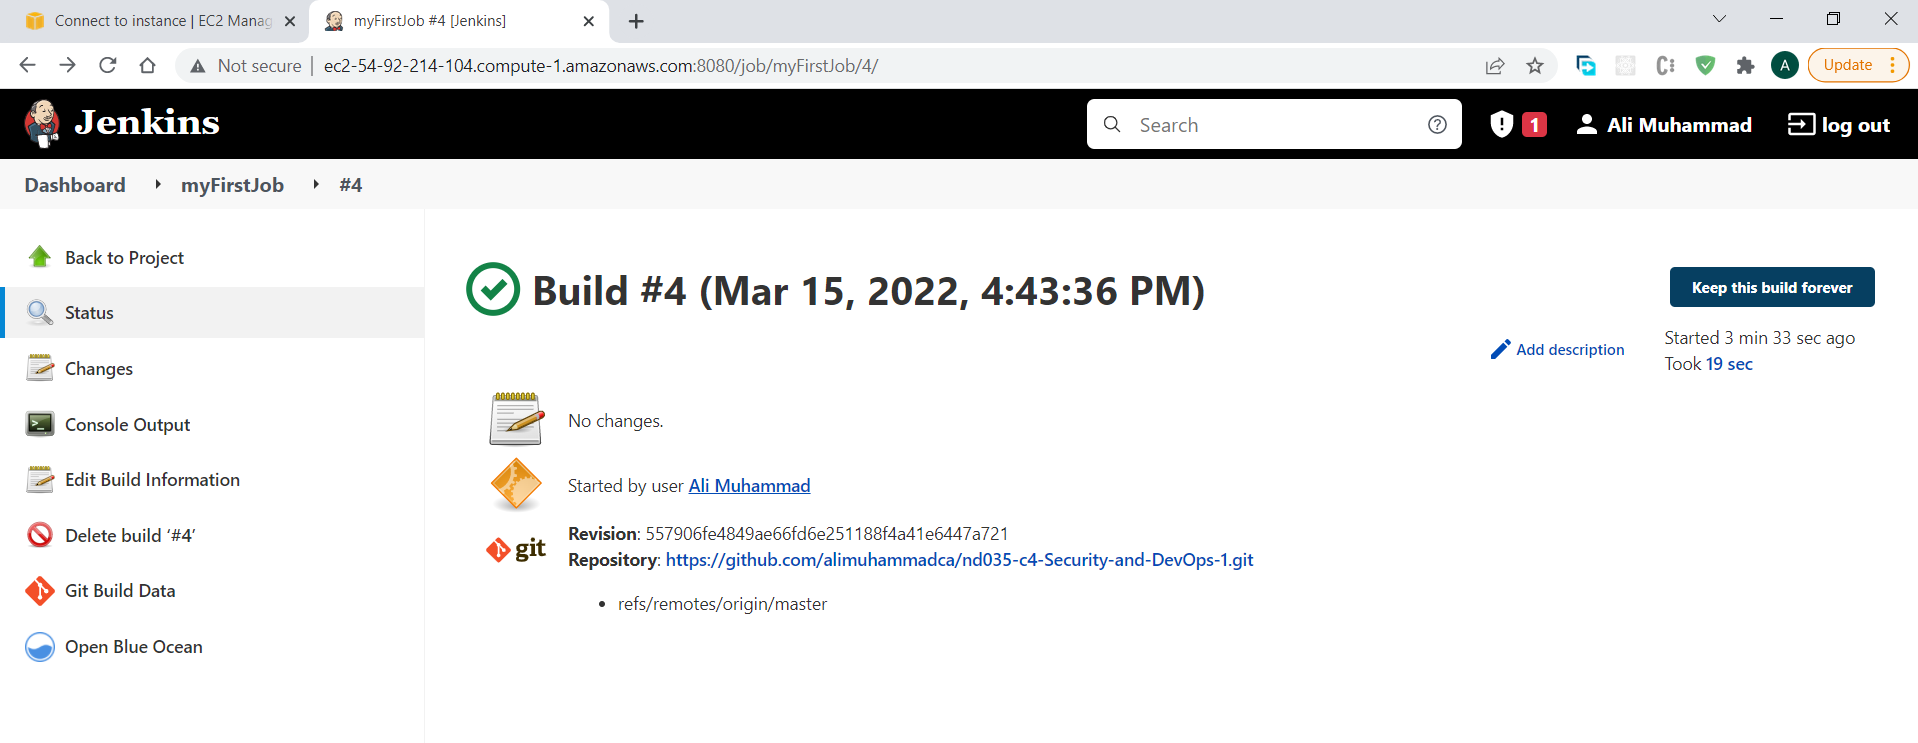 Connect to instance | EC2 Manag
myFirstJob #4 [Jenkins]
Not secure
ec2-54-92-214-104.compute-1.amazonaws.com:8080/job/myFirstJob/4/
A
Update
Jenkins
Search
1
Ali Muhammad
log out
Dashboard
myFirstJob
#4
Back to Project
Status
Changes
Console Output
Edit Build Information
Delete build ‘#4’
Git Build Data
Open Blue Ocean
Build #4 (Mar 15, 2022, 4:43:36 PM)
Keep this build forever
Add description
Started 3 min 33 sec ago
Took 19 sec
No changes.
Started by user Ali Muhammad
git
Revision: 557906fe4849ae66fd6e251188f4a41e6447a721
Repository: https://github.com/alimuhammadca/nd035-c4-Security-and-DevOps-1.git
refs/remotes/origin/master